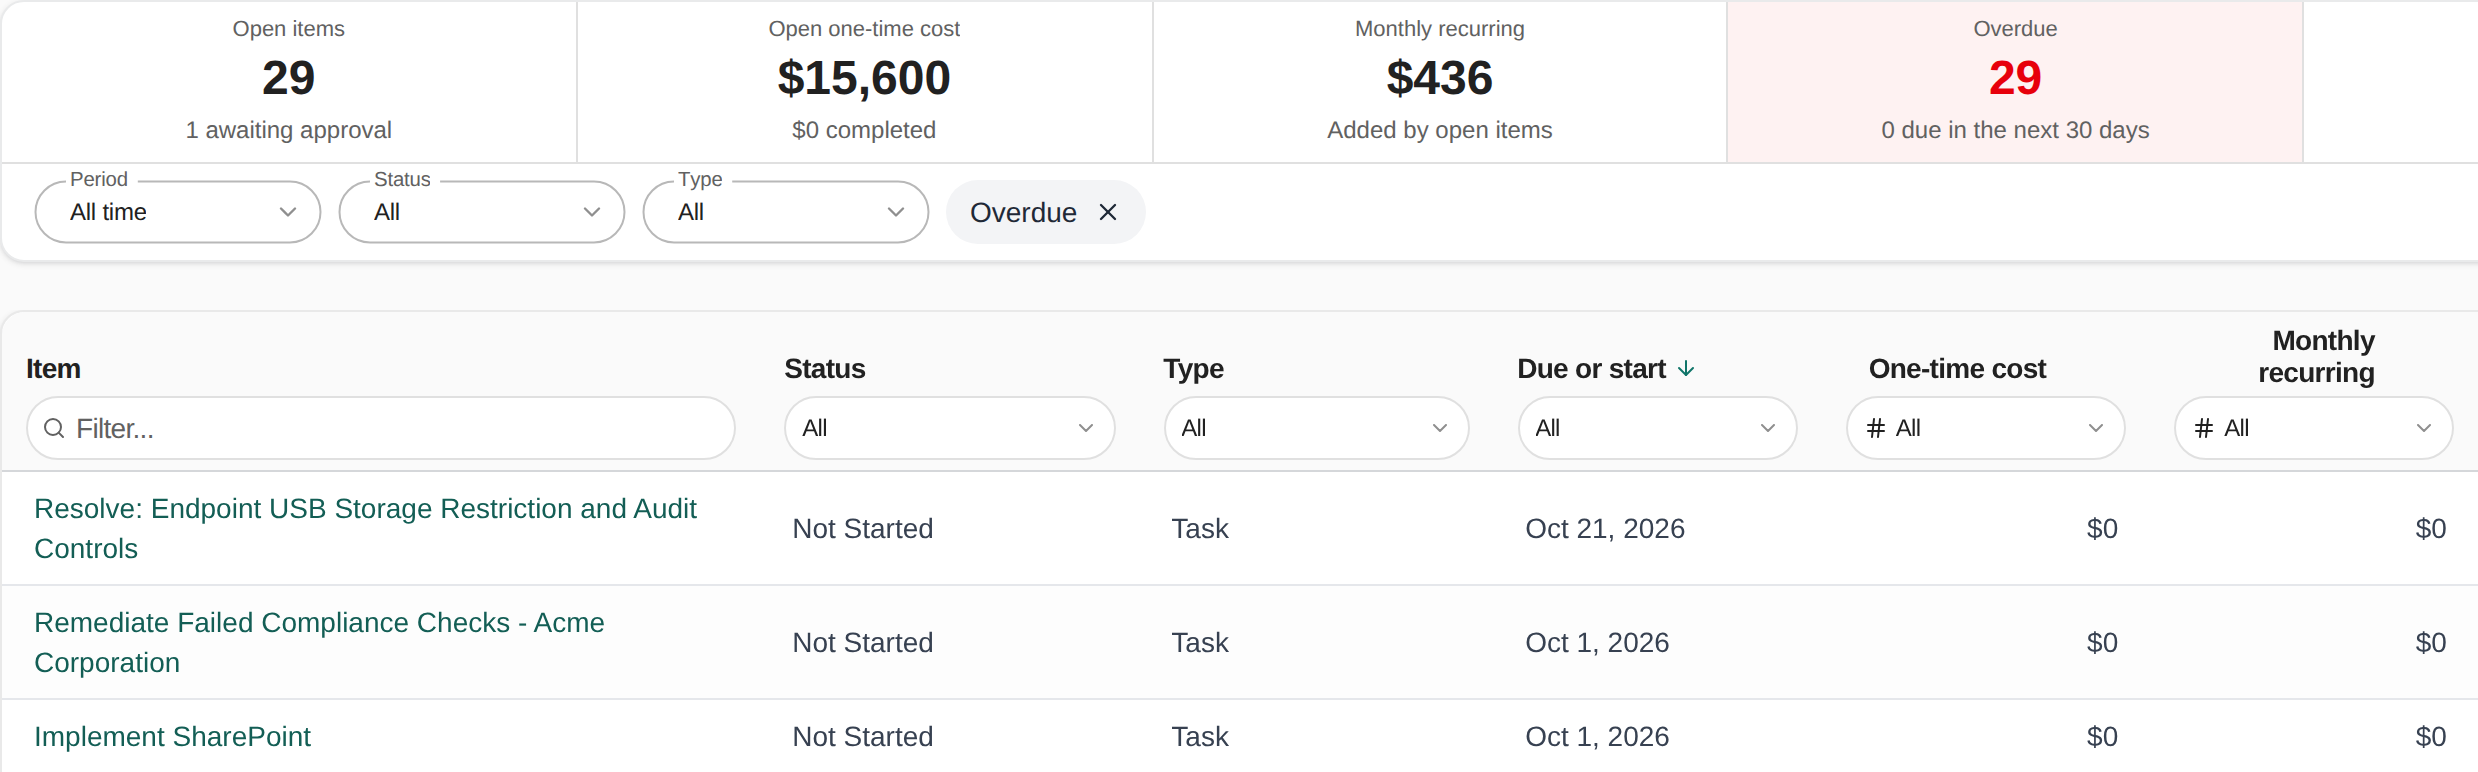 Open items
29
1 awaiting approval
Open one-time cost
$15,600
$0 completed
Monthly recurring
$436
Added by open items
Overdue
29
0 due in the next 30 days
Period
All time
Status
All
Type
All
Overdue
Item
Status
Type
Due or start
One-time cost
Monthly
recurring
Filter...
All
All
All
# All
# All
Resolve: Endpoint USB Storage Restriction and Audit
Controls
Not Started
Task
Oct 21, 2026
$0
$0
Remediate Failed Compliance Checks - Acme
Corporation
Not Started
Task
Oct 1, 2026
$0
$0
Implement SharePoint
Not Started
Task
Oct 1, 2026
$0
$0